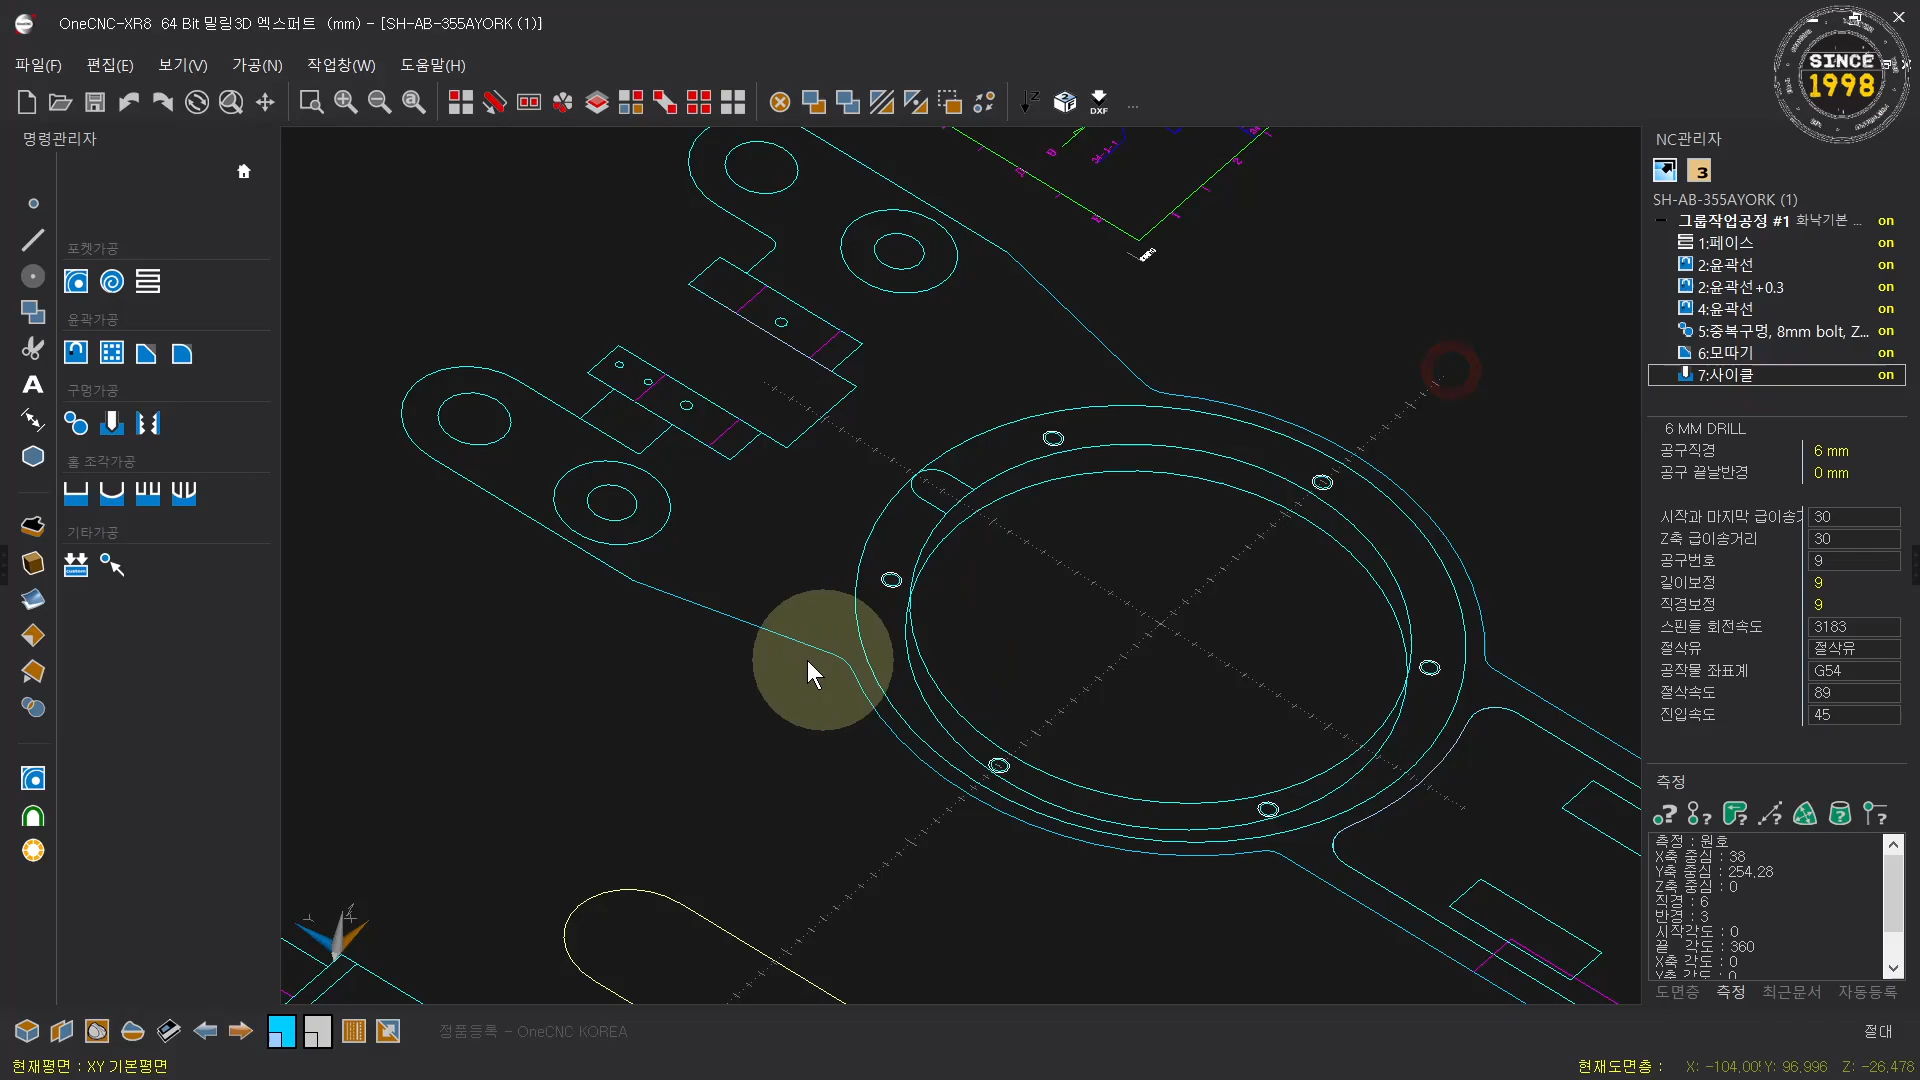 OneCNC-XR8 64 Bit 밀링3D 엑스퍼트 (mm) - [SH-AB-355AYORK (1)]
SINCE
1998
파일(F) 편집(E) 보기(V) 가공(N) 작업창(W) 도움말(H)
DXF
...
명령관리자
포켓가공
윤곽가공
구멍가공
홈 조각가공
기타가공
A
custom
NC관리자
3
SH-AB-355AYORK (1)
그룹작업공정 #1 화낙기본 ... on
1:페이스 on
2:윤곽선 on
2:윤곽선+0.3 on
4:윤곽선 on
5:중복구멍, 8mm bolt, Z... on
6:모따기 on
7:사이클 on
6 MM DRILL
공구직경 6 mm
공구 끝날반경 0 mm
시작과 마지막 급이송 30
Z축 급이송거리 30
공구번호 9
길이보정 9
직경보정 9
스핀들 회전속도 3183
절삭유 절삭유
공작물 좌표계 G54
절삭속도 89
진입속도 45
측정
측정 : 원호
X축 중심 : 38
Y축 중심 : 254.28
Z축 중심 : 0
직경 : 6
반경 : 3
시작각도 : 0
끝 각도 : 360
X축 각도 : 0
Y축 각도 : 0
도면층 측정 최근문서 자동등록
정품등록 - OneCNC KOREA
절대
현재평면 : XY 기본평면
현재도면층 : X: -104,00 Y: 96,996 Z: -26,478